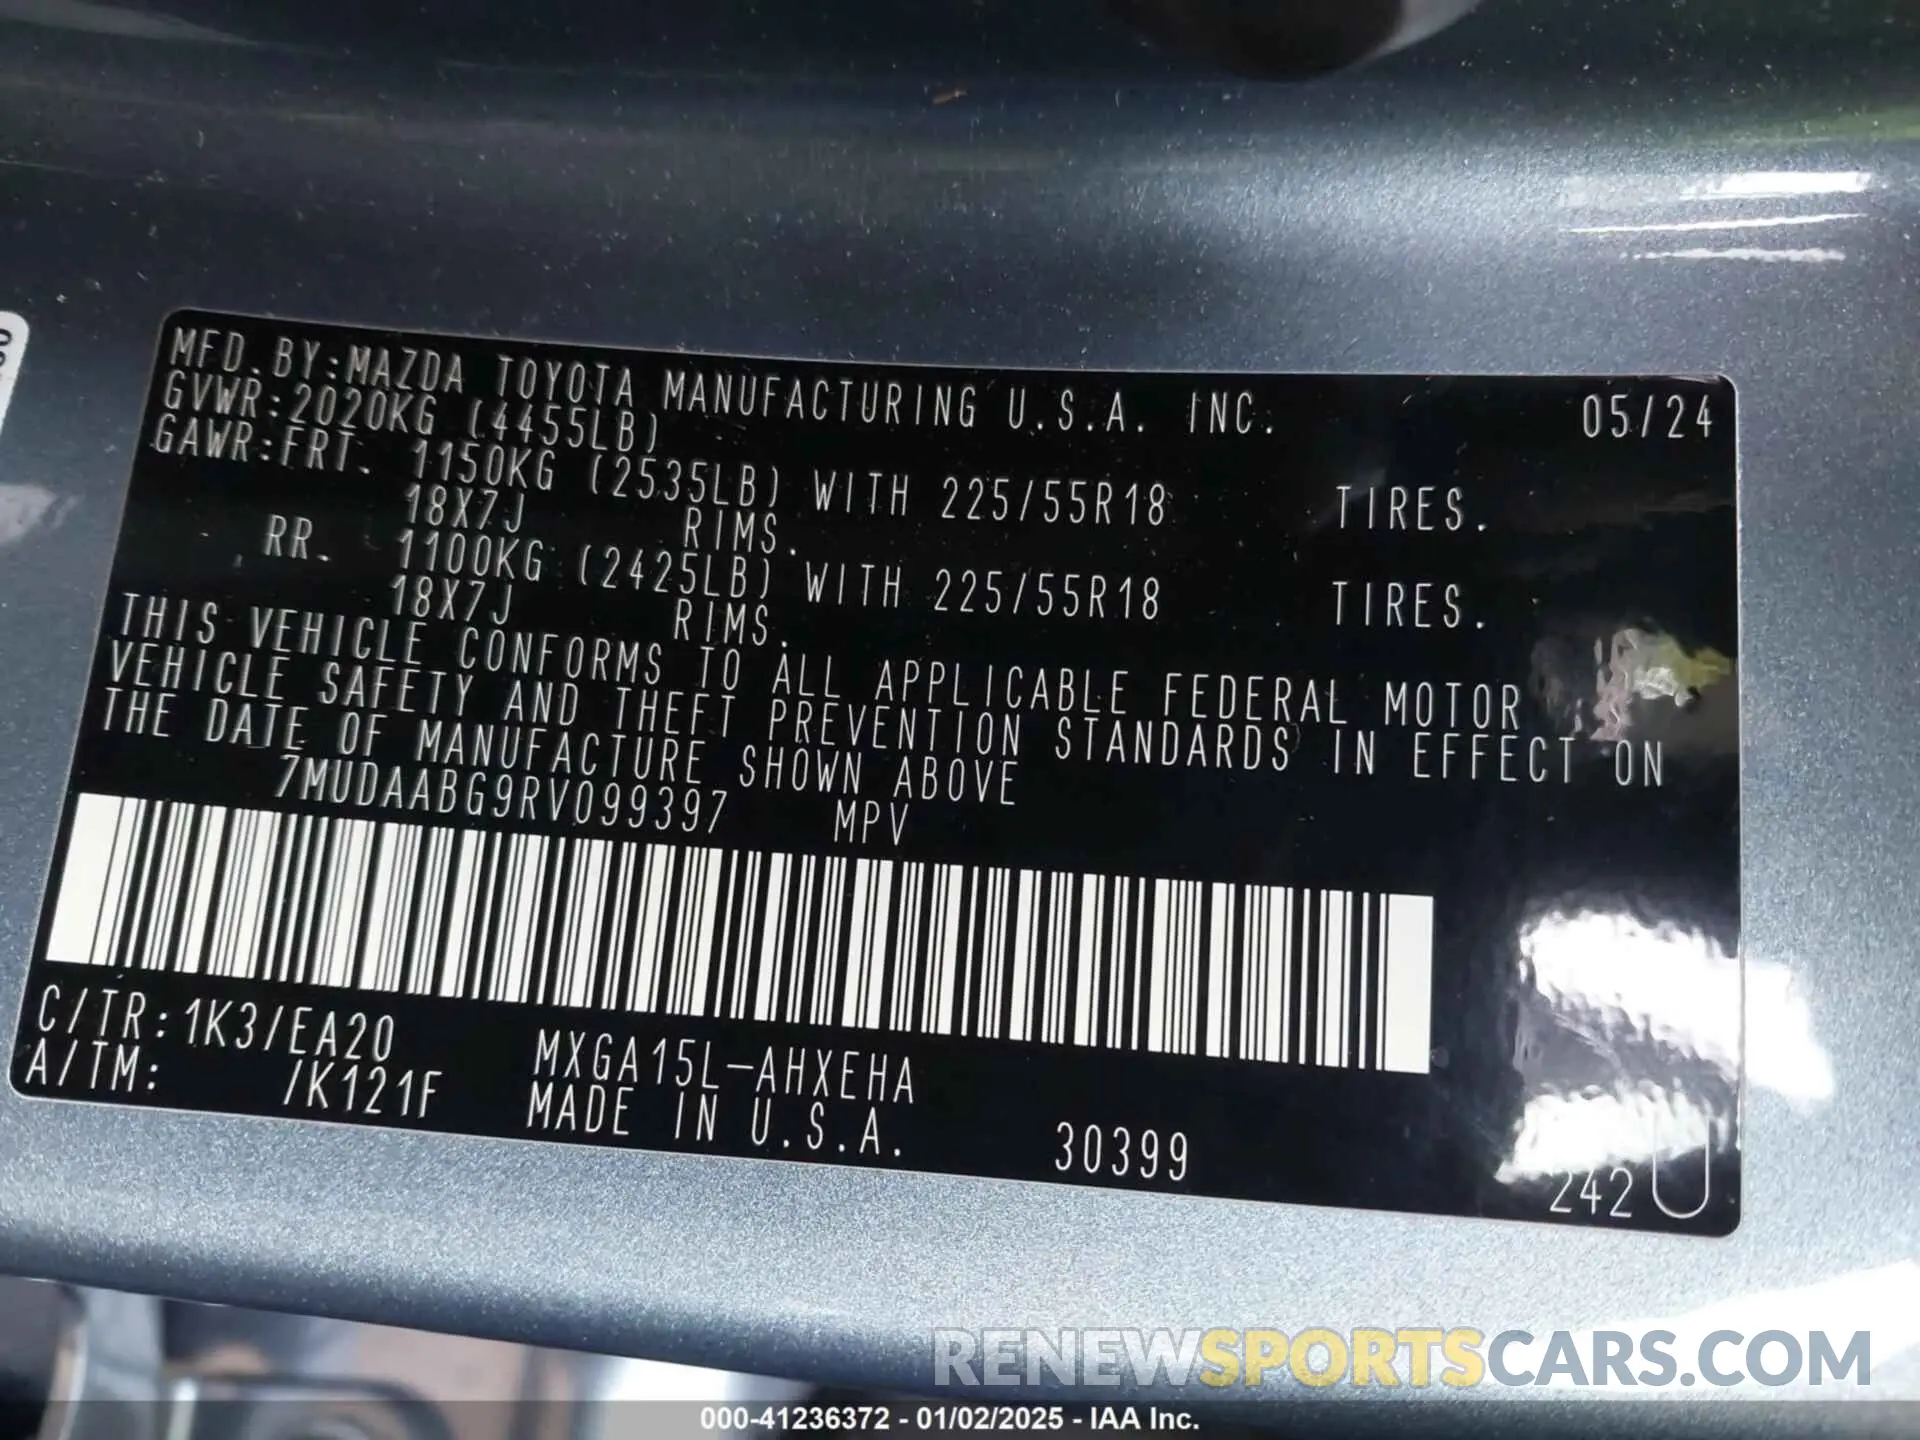 MFD.BY:MAZDA TOYOTA MANUFACTURING U.S.A. INC. 05/24
GVWR:2020KG (4455LB)
GAWR:FRT. 1150KG (2535LB) WITH 225/55R18 TIRES.
18X7J RIMS.
RR. 1100KG (2425LB) WITH 225/55R18 TIRES.
18X7J RIMS.
THIS VEHICLE CONFORMS TO ALL APPLICABLE FEDERAL MOTOR
VEHICLE SAFETY AND THEFT PREVENTION STANDARDS IN EFFECT ON
THE DATE OF MANUFACTURE SHOWN ABOVE
7MUDAABG9RV099397 MPV
C/TR:1K3/EA20 MXGA15L-AHXEHA
A/TM: /K121F MADE IN U.S.A. 30399
242 U
RENEWSPORTSCARS.COM
000-41236372 - 01/02/2025 - IAA Inc.